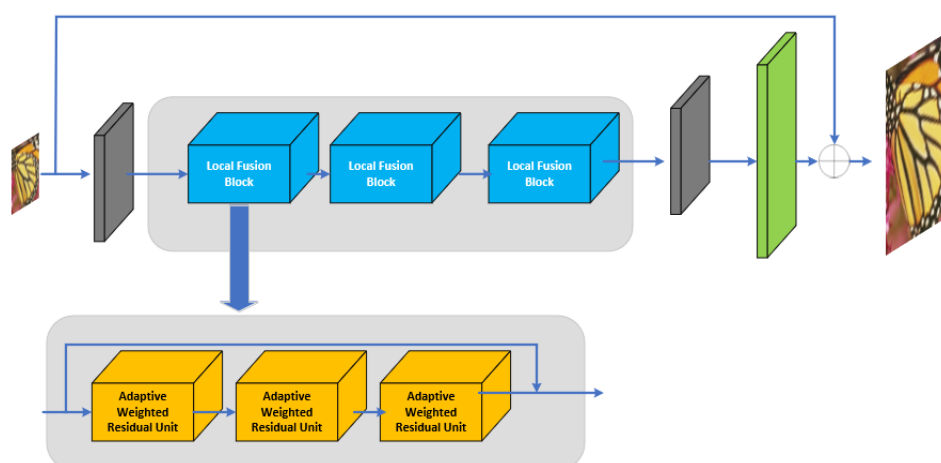 Local Fusion
Block
Local Fusion
Block
Local Fusion
Block
Adaptive
Weighted
Residual Unit
Adaptive
Weighted
Residual Unit
Adaptive
Weighted
Residual Unit